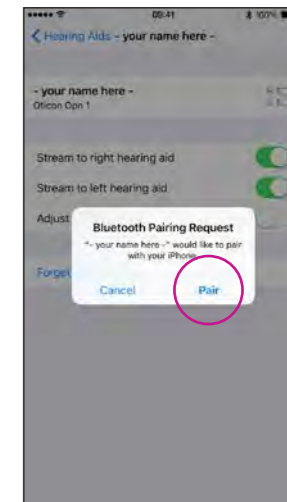 09:41
100%
Hearing Aids - your name here -
- your name here -
Oticon Opn 1
Stream to right hearing aid
Stream to left hearing aid
Adjust
Bluetooth Pairing Request
"- your name here -" would like to pair
with your iPhone.
Forget
Cancel Pair